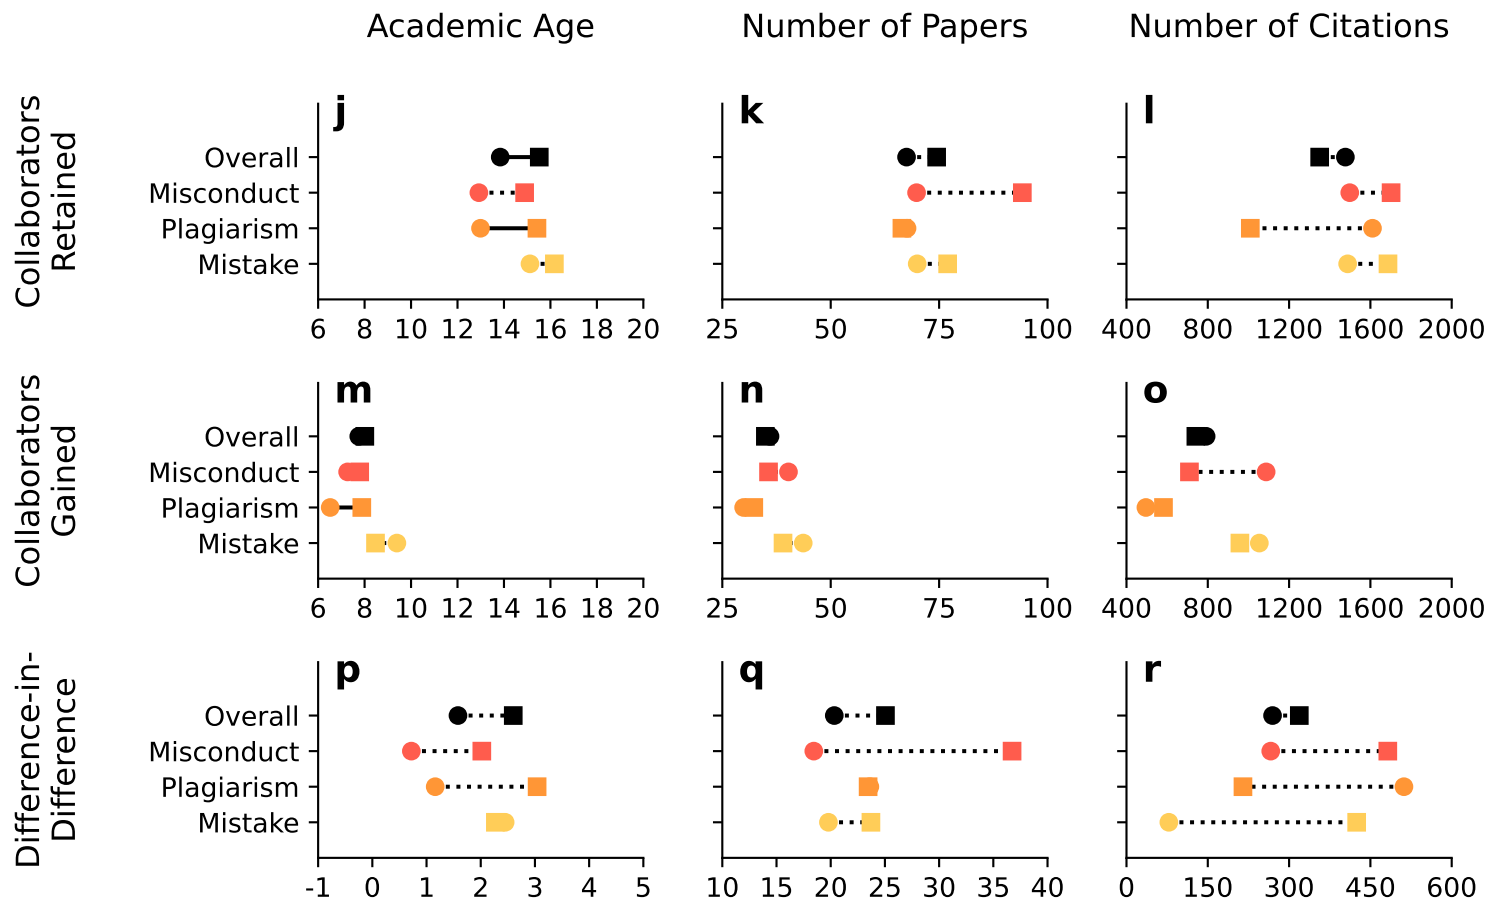 Academic Age
Number of Papers
Number of Citations
Collaborators
Retained
j
Overall
Misconduct
Plagiarism
Mistake
6 8 10 12 14 16 18 20
k
25 50 75 100
l
400 800 1200 1600 2000
Collaborators
Gained
m
Overall
Misconduct
Plagiarism
Mistake
6 8 10 12 14 16 18 20
n
25 50 75 100
o
400 800 1200 1600 2000
Difference-in-
Difference
p
Overall
Misconduct
Plagiarism
Mistake
-1 0 1 2 3 4 5
q
10 15 20 25 30 35 40
r
0 150 300 450 600